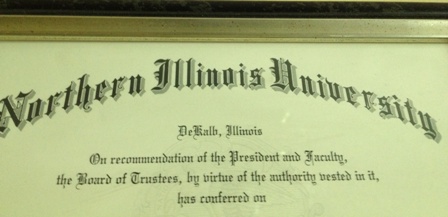 Northern Illinois University
DeKalb, Illinois
On recommendation of the President and Faculty,
the Board of Trustees, by virtue of the authority vested in it,
has conferred on